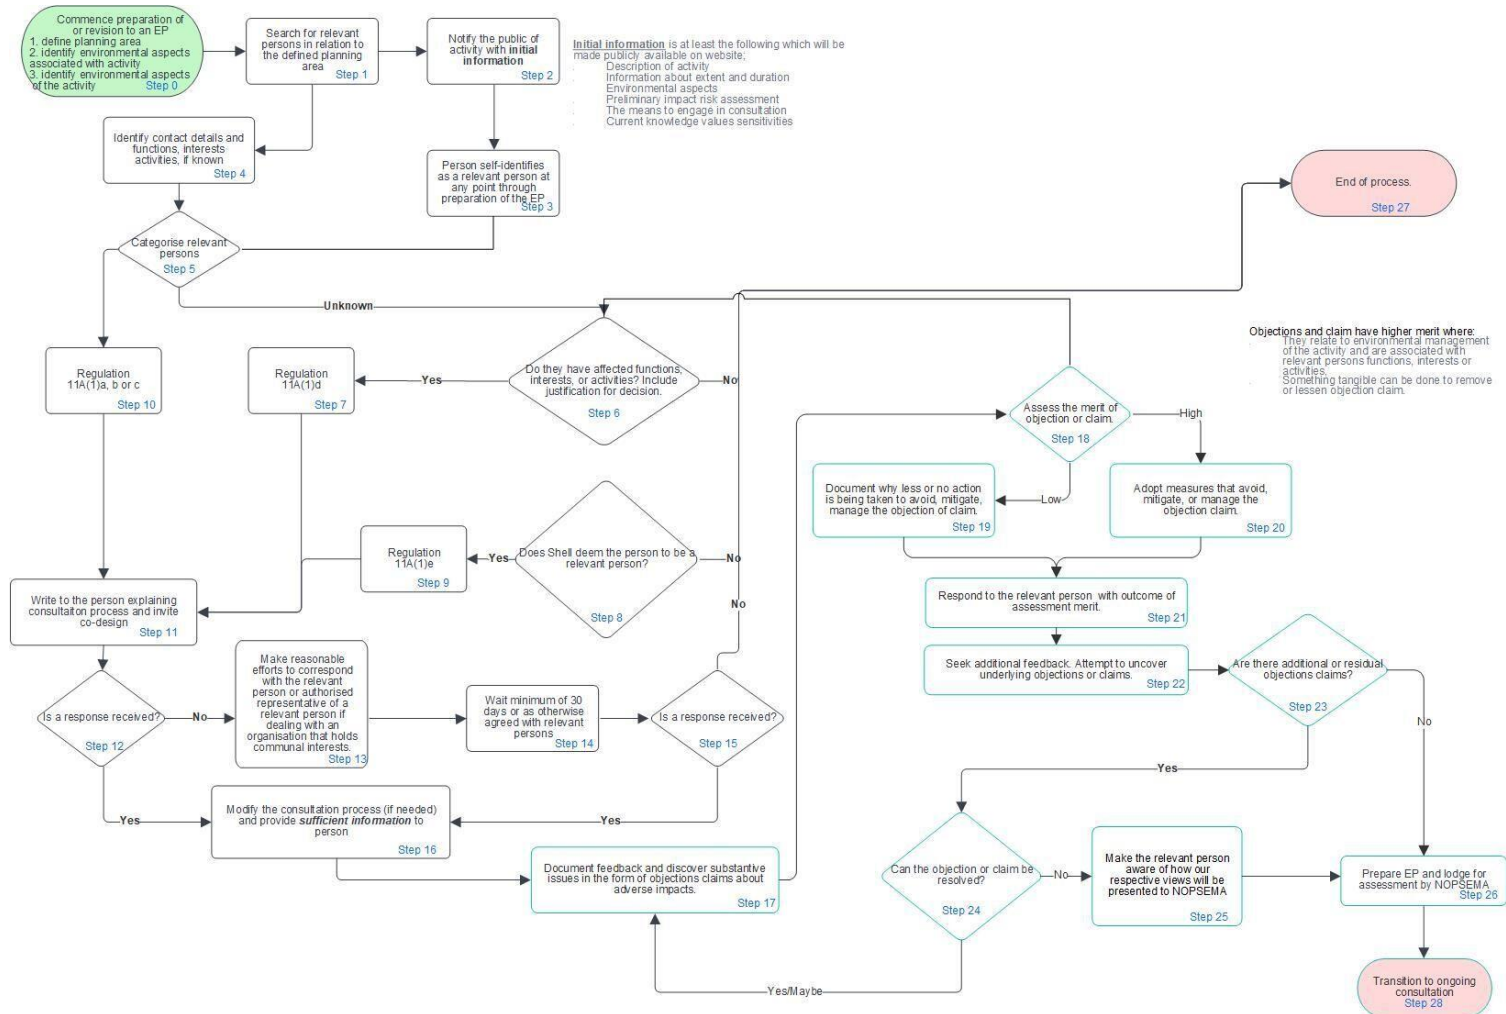 Commence preparation of
or revision to an EP
1. define planning area
2. identify environmental aspects
associated with activity
3. identify environmental aspects
of the activity
Step 0
Search for relevant
persons in relation to
the defined planning
area
Step 1
Notify the public of
activity with initial
information
Step 2
Initial information is at least the following which will be
made publicly available on website;
Description of activity
Information about extent and duration
Environmental aspects
Preliminary impact risk assessment
The means to engage in consultation
Current knowledge values sensitivities
Identify contact details and
functions, interests
activities, if known
Step 4
Person self-identifies
as a relevant person at
any point through
preparation of the EP
Step 3
End of process.
Step 27
Categorise relevant
persons
Step 5
Unknown
Regulation
11A(1)a, b or c
Step 10
Regulation
11A(1)d
Step 7
Yes
Do they have affected functions,
interests, or activities? Include
justification for decision.
Step 6
No
Objections and claim have higher merit where:
They relate to environmental management
of the activity and are associated with
relevant persons functions, interests or
activities.
Something tangible can be done to remove
or lessen objection claim.
Assess the merit of
objection or claim.
Step 18
High
Low
Document why less or no action
is being taken to avoid, mitigate,
manage the objection of claim.
Step 19
Adopt measures that avoid,
mitigate, or manage the
objection claim.
Step 20
Regulation
11A(1)e
Step 9
Yes
Does Shell deem the person to be a
relevant person?
Step 8
No
No
Write to the person explaining
consultaiton process and invite
co-design
Step 11
Respond to the relevant person with outcome of
assessment merit.
Step 21
Seek additional feedback. Attempt to uncover
underlying objections or claims.
Step 22
Are there additional or residual
objections claims?
Step 23
No
Yes
Is a response received?
Step 12
No
Make reasonable
efforts to correspond
with the relevant
person or authorised
representative of a
relevant person if
dealing with an
organisation that holds
communal interests.
Step 13
Wait minimum of 30
days or as otherwise
agreed with relevant
persons
Step 14
Is a response received?
Step 15
Yes
Modify the consultation process (if needed)
and provide sufficient information to
person
Step 16
Yes
Document feedback and discover substantive
issues in the form of objections claims about
adverse impacts.
Step 17
Can the objection or claim be
resolved?
Step 24
No
Make the relevant person
aware of how our
respective views will be
presented to NOPSEMA
Step 25
Prepare EP and lodge for
assessment by NOPSEMA
Step 26
Yes/Maybe
Transition to ongoing
consultation
Step 28